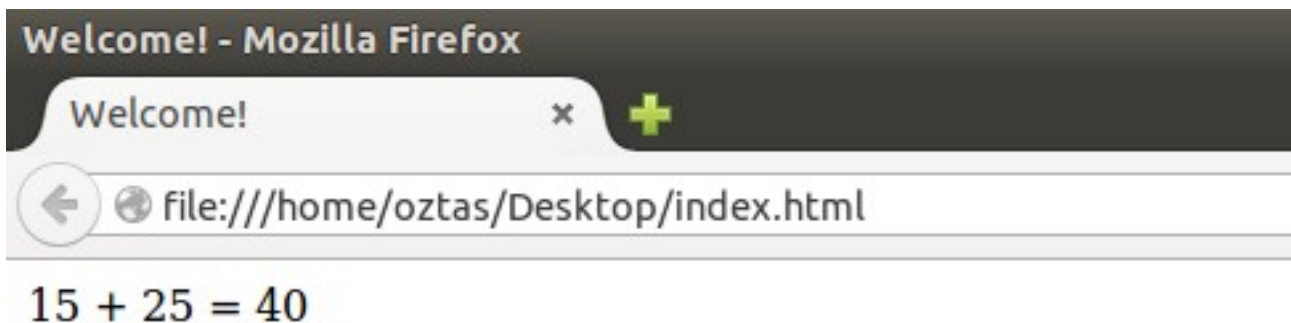 Welcome! - Mozilla Firefox
Welcome!
file:///home/oztas/Desktop/index.html
15 + 25 = 40